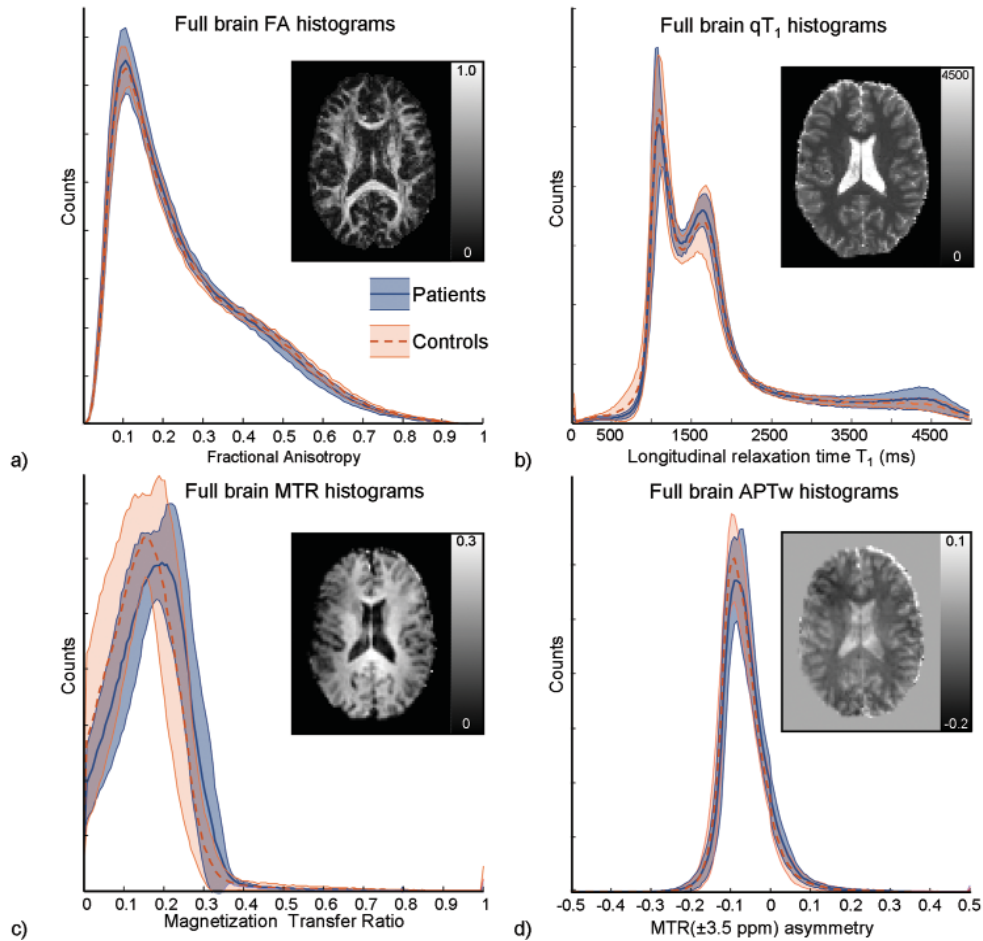 Full brain FA histograms
1.0
0
Counts
Patients
Controls
0.1 0.2 0.3 0.4 0.5 0.6 0.7 0.8 0.9 1
Fractional Anisotropy
a)
Full brain qT1 histograms
4500
0
Counts
0 500 1500 2500 3500 4500
Longitudinal relaxation time T1 (ms)
b)
Full brain MTR histograms
0.3
0
Counts
0 0.1 0.2 0.3 0.4 0.5 0.6 0.7 0.8 0.9 1
Magnetization Transfer Ratio
c)
Full brain APTw histograms
0.1
-0.2
Counts
-0.5 -0.4 -0.3 -0.2 -0.1 0 0.1 0.2 0.3 0.4 0.5
MTR(±3.5 ppm) asymmetry
d)